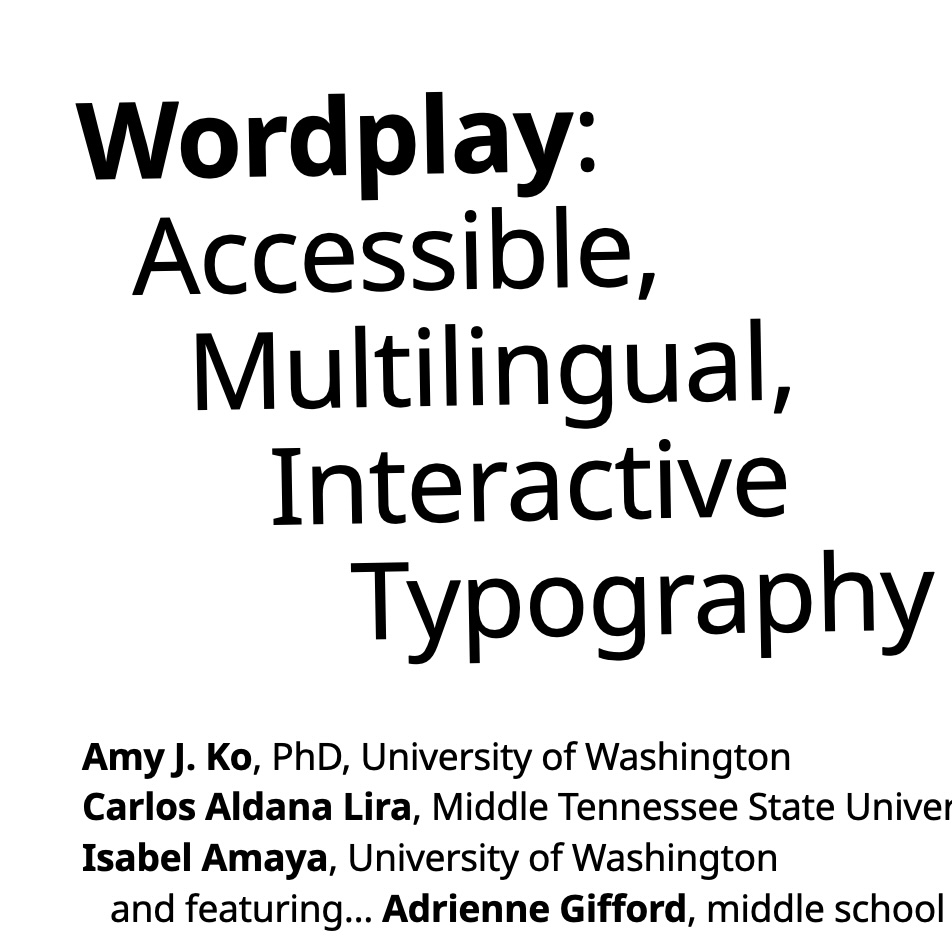 Wordplay:
Accessible,
Multilingual,
Interactive
Typography
Amy J. Ko, PhD, University of Washington
Carlos Aldana Lira, Middle Tennessee State
Isabel Amaya, University of Washington
and featuring... Adrienne Gifford, middle school